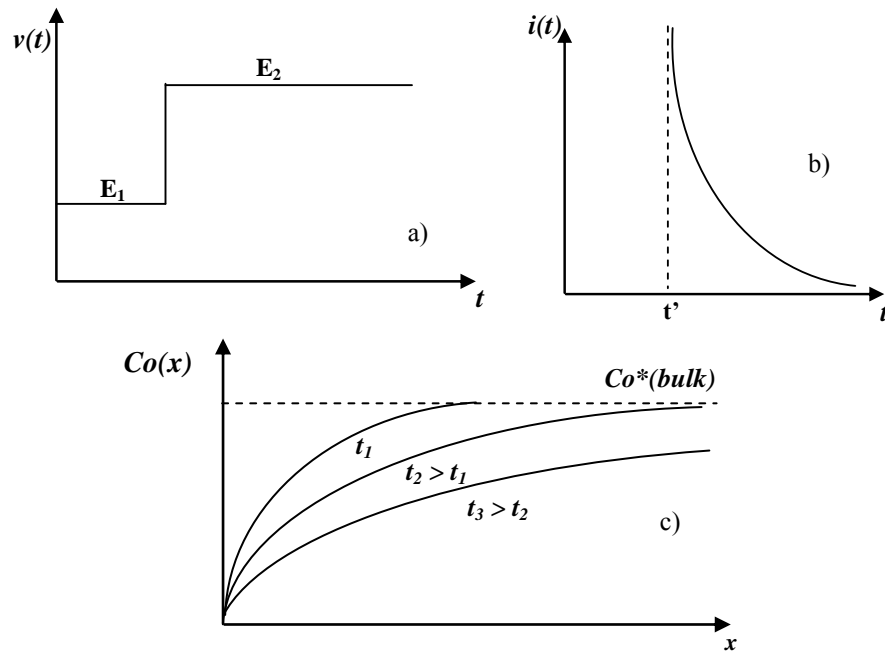 v(t)
E2
E1
a)
t
i(t)
b)
t'
t
Co(x)
Co*(bulk)
t1
t2 > t1
t3 > t2
c)
x